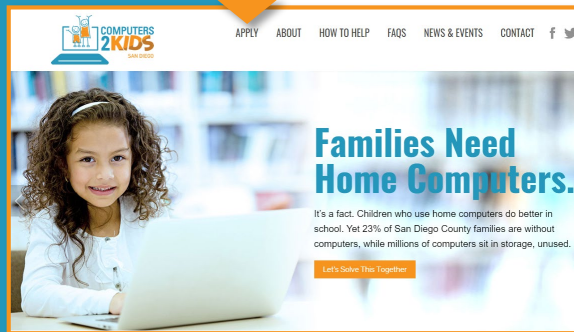 COMPUTERS
2KIDS
SAN DIEGO
APPLY ABOUT HOW TO HELP FAQS NEWS & EVENTS CONTACT
Families Need
Home Computers.
It's a fact. Children who use home computers do better in
school. Yet 23% of San Diego County families are without
computers, while millions of computers sit in storage, unused.
Let's Solve This Together